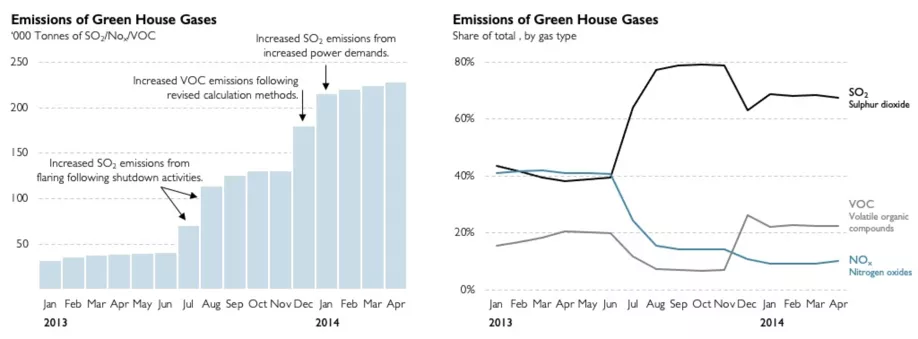 Emissions of Green House Gases
'000 Tonnes of SO₂/Noₓ/VOC
250
200
150
100
50
Increased SO₂ emissions from
increased power demands.
Increased VOC emissions following
revised calculation methods.
Increased SO₂ emissions from
flaring following shutdown activities.
Jan Feb Mar Apr May Jun Jul Aug Sep Oct Nov Dec Jan Feb Mar Apr
2013 2014
Emissions of Green House Gases
Share of total , by gas type
80%
60%
40%
20%
0%
SO₂
Sulphur dioxide
VOC
Volatile organic
compounds
NOₓ
Nitrogen oxides
Jan Feb Mar Apr May Jun Jul Aug Sep Oct Nov Dec Jan Feb Mar Apr
2013 2014